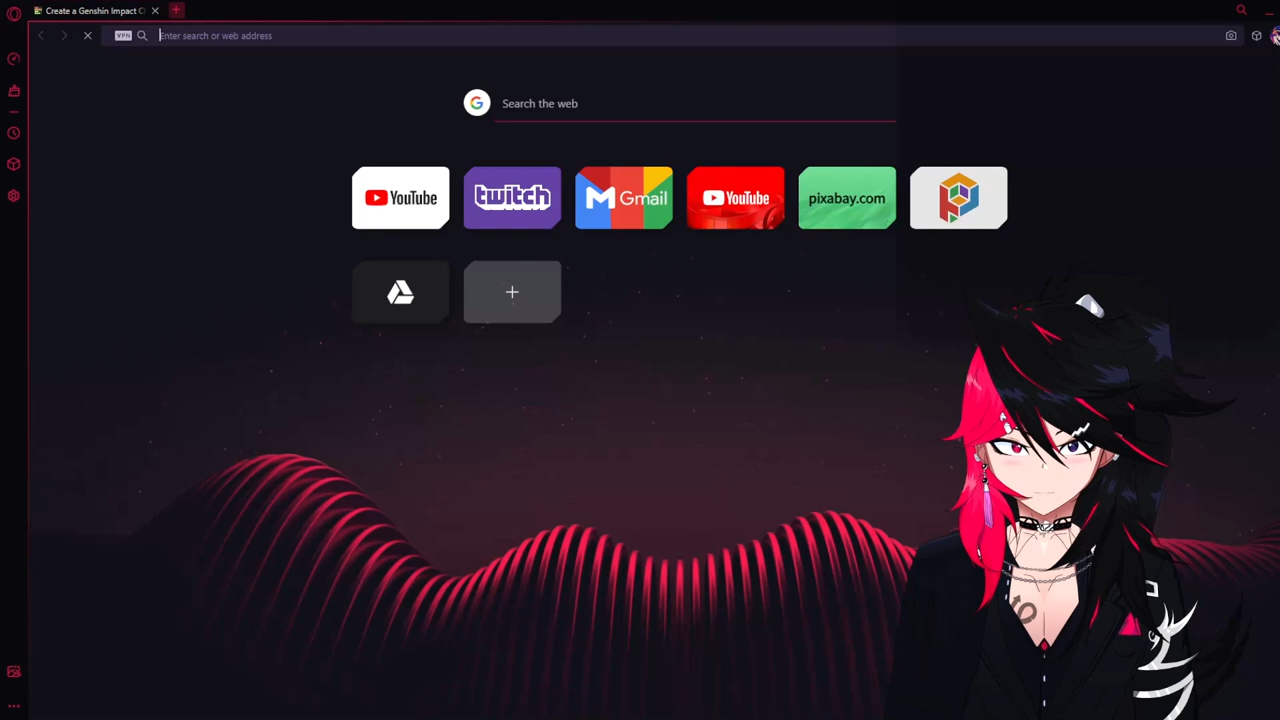 Create a Genshin Impact C
VPN
Enter search or web address
Search the web
YouTube
twitch
M Gmail
YouTube
pixabay.com